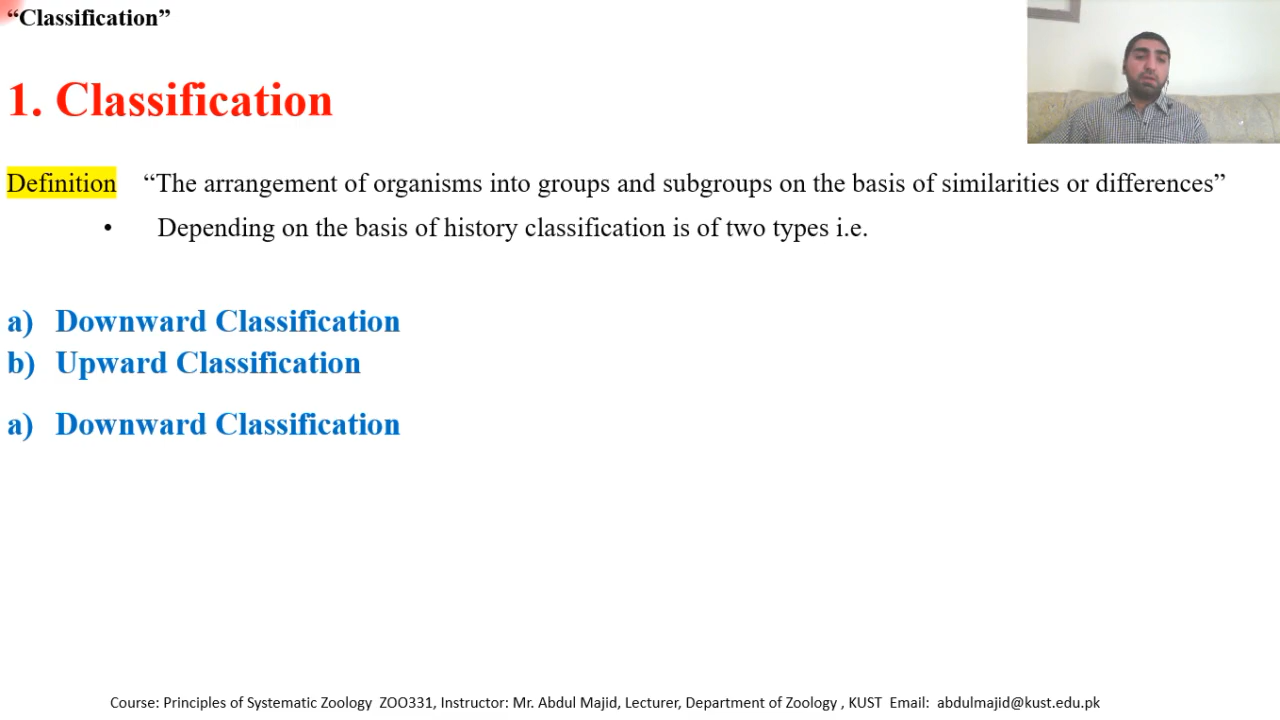 “Classification”
1. Classification
Definition “The arrangement of organisms into groups and subgroups on the basis of similarities or differences”
• Depending on the basis of history classification is of two types i.e.
a) Downward Classification
b) Upward Classification
a) Downward Classification
Course: Principles of Systematic Zoology ZOO331, Instructor: Mr. Abdul Majid, Lecturer, Department of Zoology , KUST Email: abdulmajid@kust.edu.pk